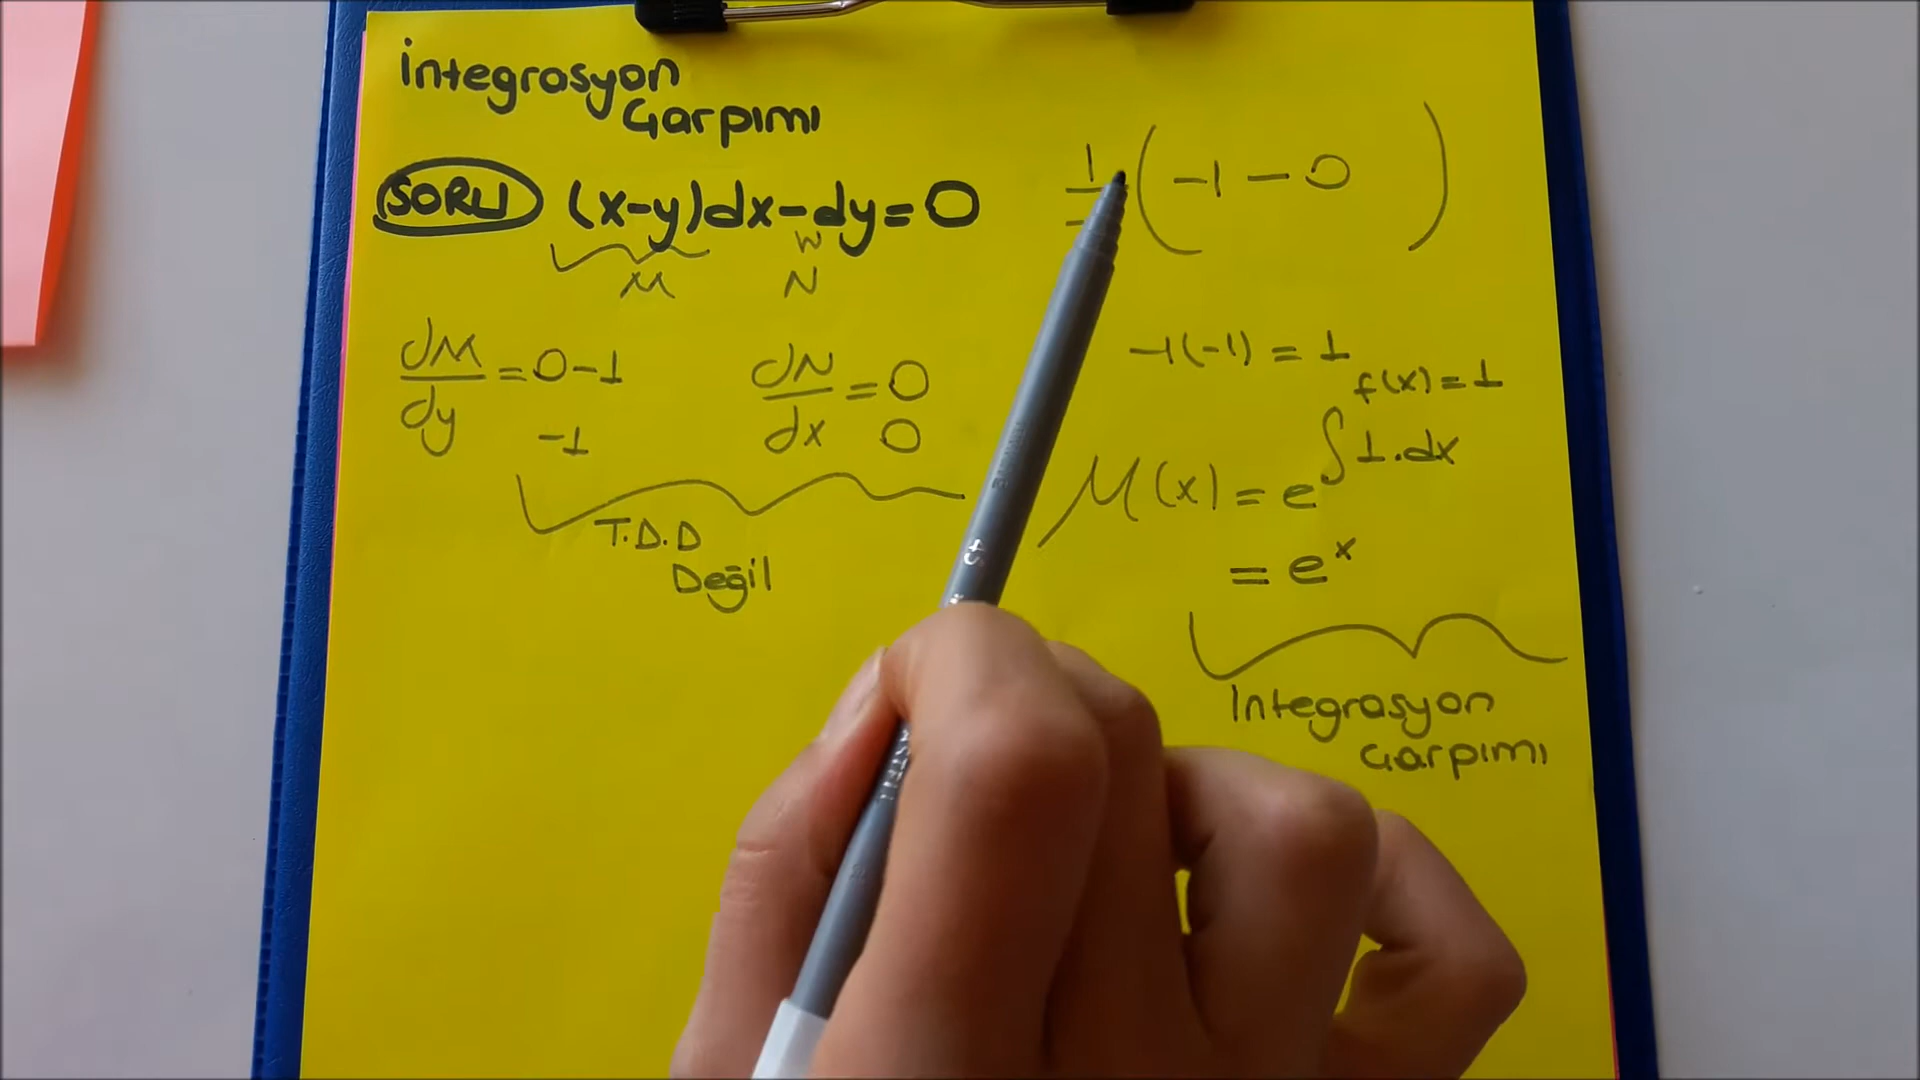 İntegrasyon
Çarpımı
SORU (x-y)dx-dy=0
M N
dM/dy = 0-1
-1
dN/dx = 0
0
T.D.D
Değil
1/- ( -1 - 0 )
-1(-1) = 1
f(x) = 1
M(x) = e^∫1.dx
= e^x
Integrasyon
Çarpımı